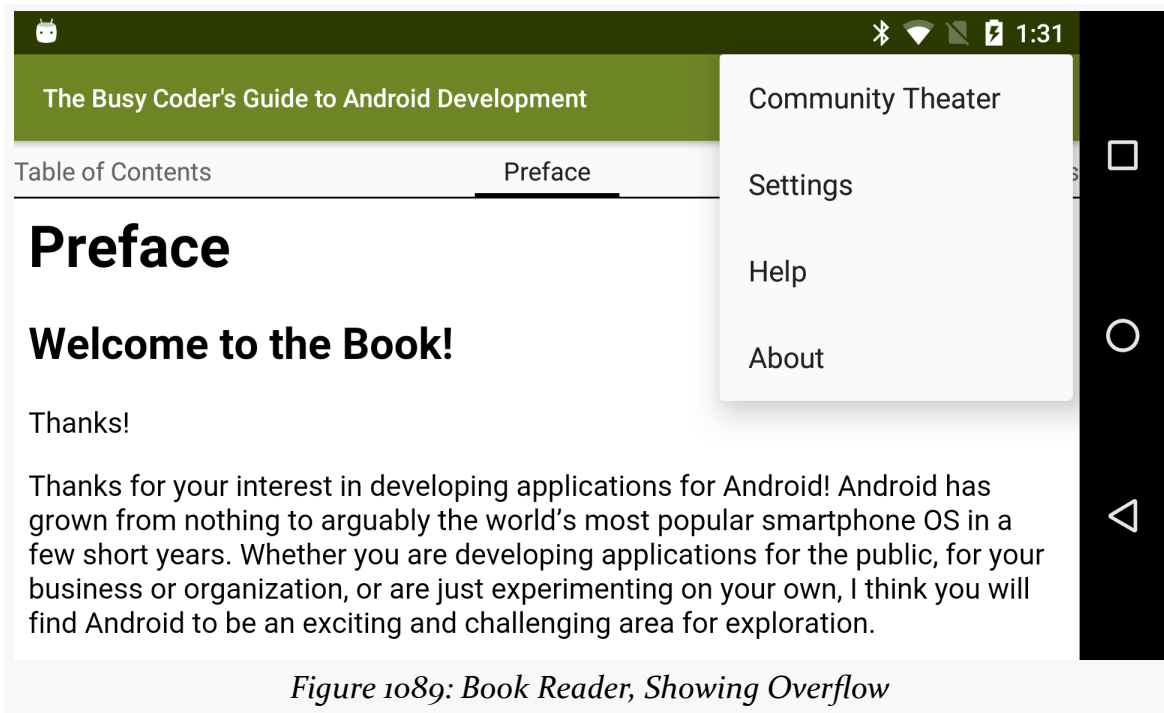 1:31
The Busy Coder's Guide to Android Development
Community Theater
Settings
Help
About
Table of Contents
Preface
s
Preface
Welcome to the Book!
Thanks!
Thanks for your interest in developing applications for Android! Android has
grown from nothing to arguably the world’s most popular smartphone OS in a
few short years. Whether you are developing applications for the public, for your
business or organization, or are just experimenting on your own, I think you will
find Android to be an exciting and challenging area for exploration.
Figure 1089: Book Reader, Showing Overflow